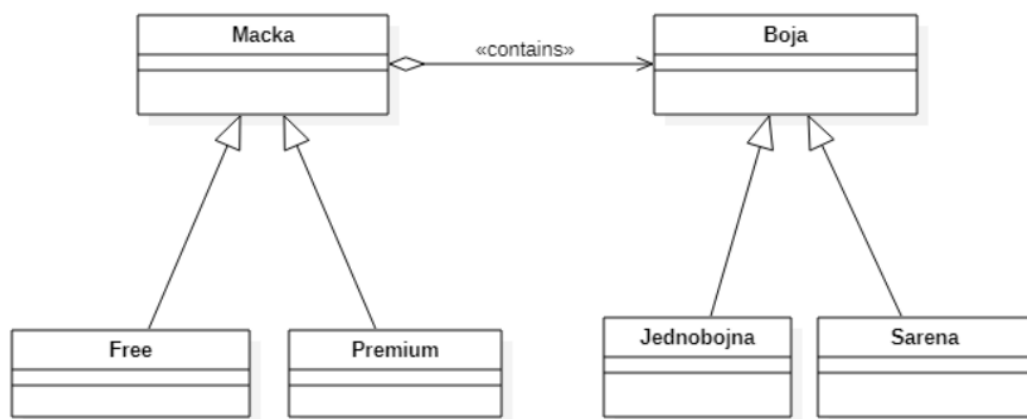 Macka
«contains»
Boja
Free
Premium
Jednobojna
Sarena